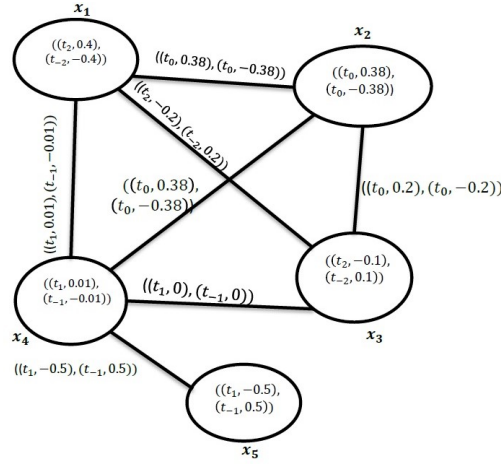 x₁
x₂
((t₂, 0.4),
(t₋₂, −0.4))
((t₀, 0.38), (t₀, −0.38))
((t₀, 0.38),
(t₀, −0.38))
((t₂, −0.2), (t₋₂, 0.2))
((t₁, 0.01), (t₋₁, −0.01))
((t₀, 0.38),
(t₀, −0.38))
((t₀, 0.2), (t₀, −0.2))
((t₂, −0.1),
(t₋₂, 0.1))
((t₁, 0.01),
(t₋₁, −0.01))
((t₁, 0), (t₋₁, 0))
x₄
x₃
((t₁, −0.5), (t₋₁, 0.5))
((t₁, −0.5),
(t₋₁, 0.5))
x₅